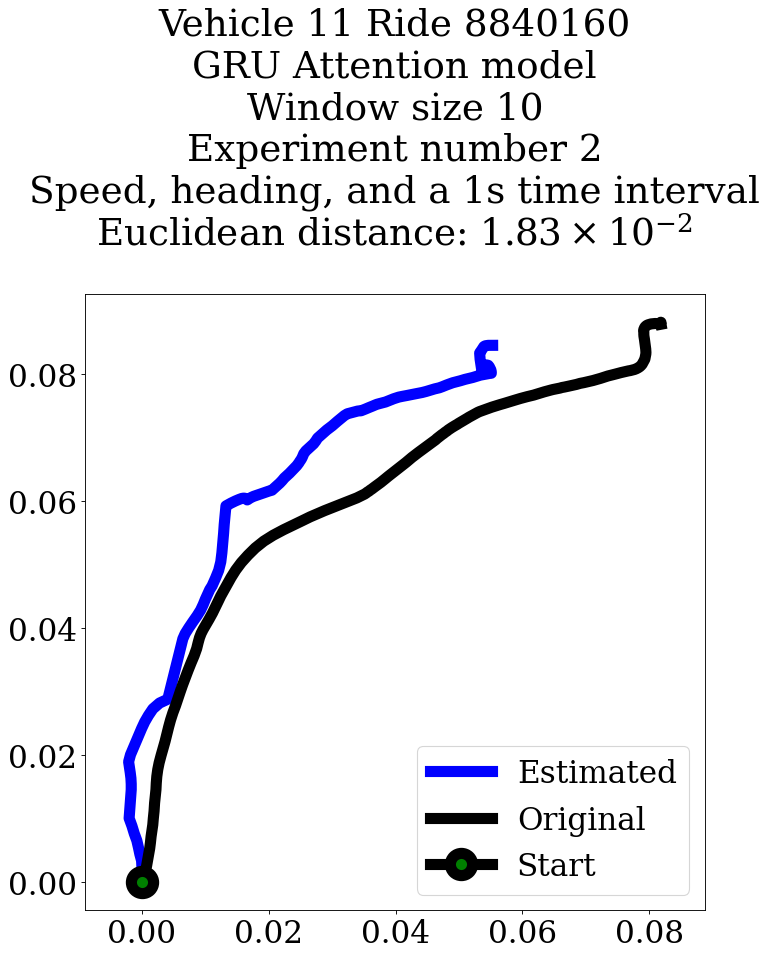 Vehicle 11 Ride 8840160
GRU Attention model
Window size 10
Experiment number 2
Speed, heading, and a 1s time interval
Euclidean distance: 1.83 × 10⁻²
0.08
0.06
0.04
0.02
0.00
Estimated
Original
Start
0.00 0.02 0.04 0.06 0.08